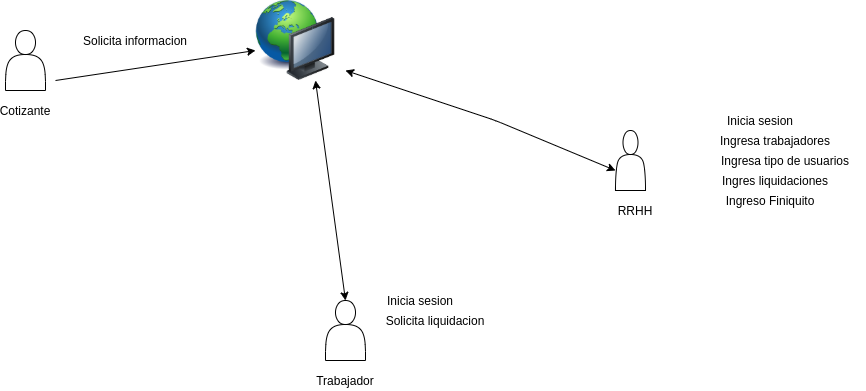 Solicita informacion
Cotizante
Inicia sesion
Ingresa trabajadores
Ingresa tipo de usuarios
Ingres liquidaciones
Ingreso Finiquito
RRHH
Inicia sesion
Solicita liquidacion
Trabajador